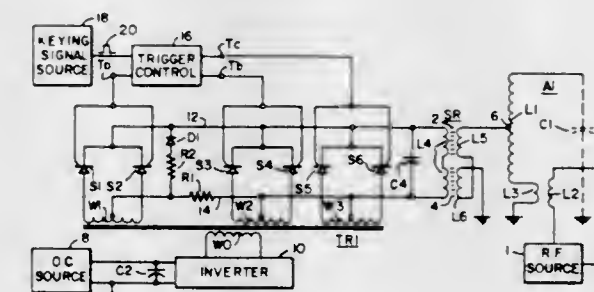 18
20
16
KEYING SIGNAL SOURCE
Ta
TRIGGER CONTROL
Tc
Tb
12
D1
R2
R1
S1
S2
S3
S4
S5
S6
W1
14
W2
W3
C4
2
SR
L4
L5
4
L6
6
L1
A1
C1
L3
L2
TR1
8
DC SOURCE
C2
W0
10
INVERTER
1
RF SOURCE